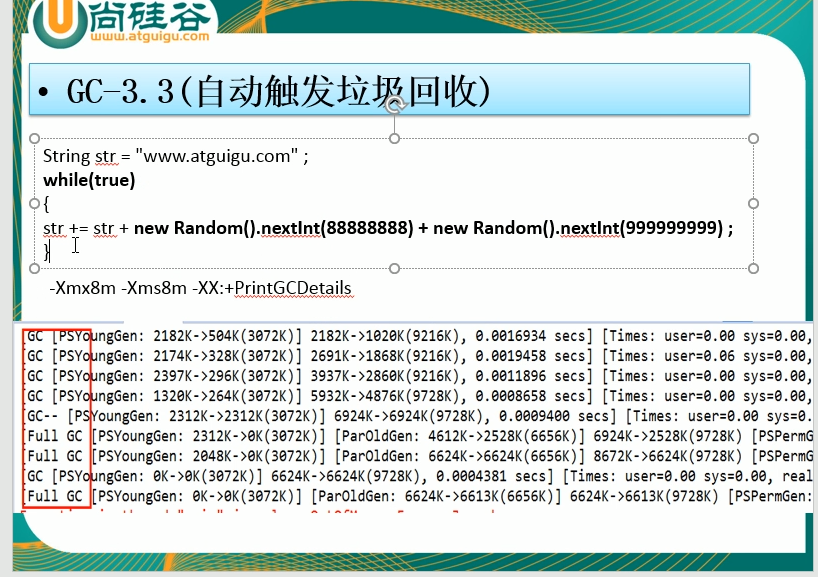 尚硅谷
www.atguigu.com
• GC-3.3(自动触发垃圾回收)
String str = "www.atguigu.com" ;
while(true)
{
str += str + new Random().nextInt(88888888) + new Random().nextInt(999999999) ;
}
-Xmx8m -Xms8m -XX:+PrintGCDetails
[GC [PSYoungGen: 2182K->504K(3072K)] 2182K->1020K(9216K), 0.0016934 secs] [Times: user=0.00 sys=0.00,
[GC [PSYoungGen: 2174K->328K(3072K)] 2691K->1868K(9216K), 0.0019458 secs] [Times: user=0.06 sys=0.00,
[GC [PSYoungGen: 2397K->296K(3072K)] 3937K->2860K(9216K), 0.0011896 secs] [Times: user=0.00 sys=0.00,
[GC [PSYoungGen: 1320K->264K(3072K)] 5932K->4876K(9728K), 0.0008658 secs] [Times: user=0.00 sys=0.00,
[GC-- [PSYoungGen: 2312K->2312K(3072K)] 6924K->6924K(9728K), 0.0009400 secs] [Times: user=0.00 sys=0.
[Full GC [PSYoungGen: 2312K->0K(3072K)] [ParOldGen: 4612K->2528K(6656K)] 6924K->2528K(9728K) [PSPermG
[Full GC [PSYoungGen: 2048K->0K(3072K)] [ParOldGen: 6624K->6624K(6656K)] 8672K->6624K(9728K) [PSPermG
[GC [PSYoungGen: 0K->0K(3072K)] 6624K->6624K(9728K), 0.0004381 secs] [Times: user=0.00 sys=0.00, real
[Full GC [PSYoungGen: 0K->0K(3072K)] [ParOldGen: 6624K->6613K(6656K)] 6624K->6613K(9728K) [PSPermGen: